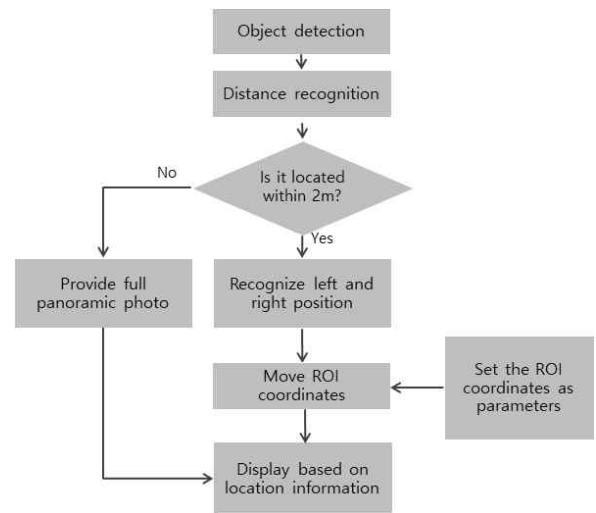 Object detection
Distance recognition
Is it located
within 2m?
No
Yes
Provide full
panoramic photo
Recognize left and
right position
Move ROI
coordinates
Set the ROI
coordinates as
parameters
Display based on
location information